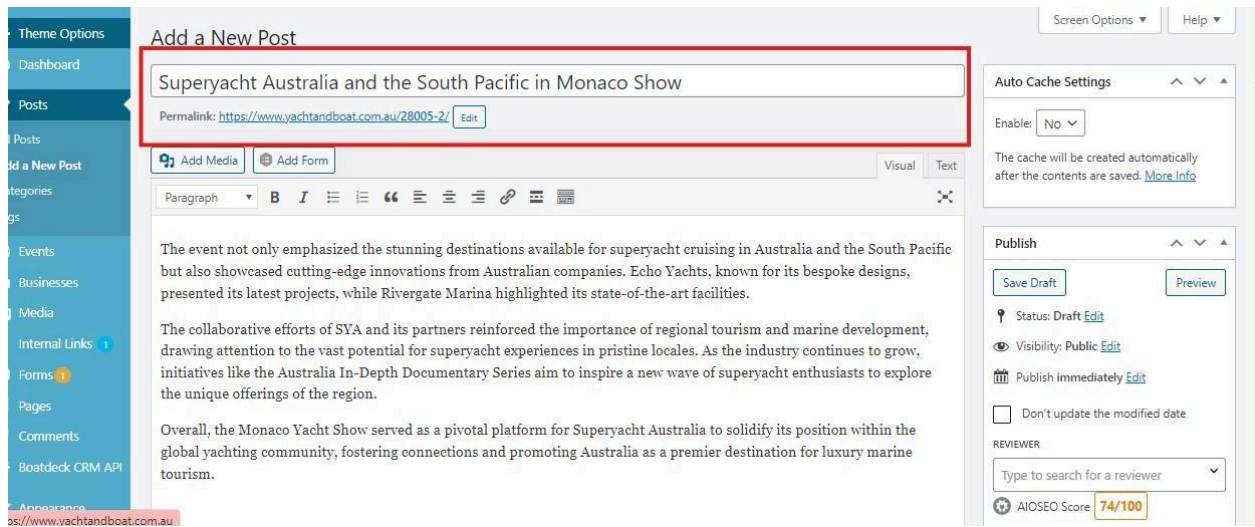 Theme Options
Dashboard
Posts
Posts
Add a New Post
Events
Businesses
Media
Internal Links 1
Forms 1
Pages
Comments
Boatdeck CRM API
Appearance
www.yachtandboat.com.au
Add a New Post
Screen Options
Help
Superyacht Australia and the South Pacific in Monaco Show
Permalink: https://www.yachtandboat.com.au/28005-2/ Edit
Add Media
Add Form
Visual
Text
Paragraph
B
I
The event not only emphasized the stunning destinations available for superyacht cruising in Australia and the South Pacific
but also showcased cutting-edge innovations from Australian companies. Echo Yachts, known for its bespoke designs,
presented its latest projects, while Rivergate Marina highlighted its state-of-the-art facilities.
The collaborative efforts of SYA and its partners reinforced the importance of regional tourism and marine development,
drawing attention to the vast potential for superyacht experiences in pristine locales. As the industry continues to grow,
initiatives like the Australia In-Depth Documentary Series aim to inspire a new wave of superyacht enthusiasts to explore
the unique offerings of the region.
Overall, the Monaco Yacht Show served as a pivotal platform for Superyacht Australia to solidify its position within the
global yachting community, fostering connections and promoting Australia as a premier destination for luxury marine
tourism.
Auto Cache Settings
Enable: No
The cache will be created automatically
after the contents are saved. More Info
Publish
Save Draft
Preview
Status: Draft Edit
Visibility: Public Edit
Publish immediately Edit
Don't update the modified date
REVIEWER
Type to search for a reviewer
AIOSEO Score 74/100